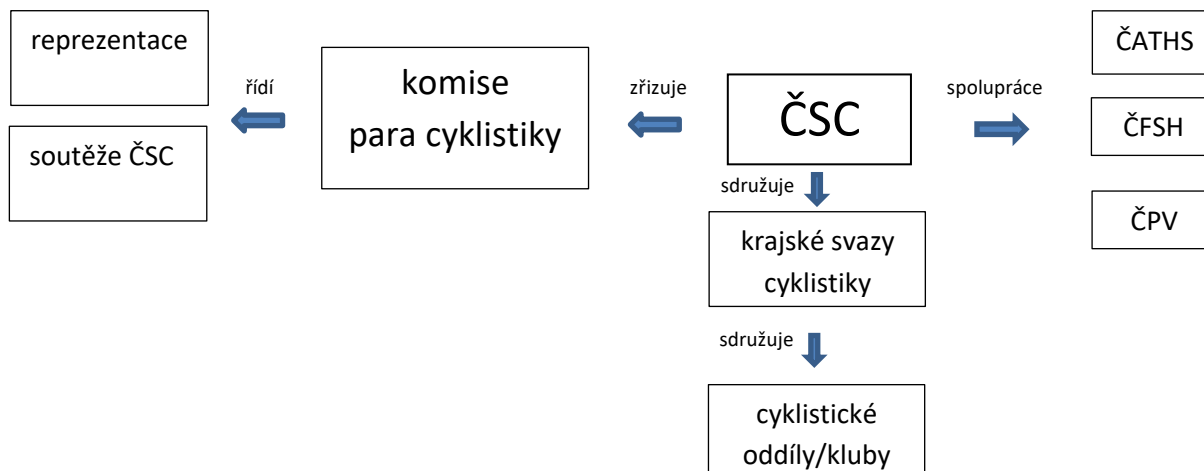 reprezentace
řídí
soutěže ČSC
komise
para cyklistiky
zřizuje
ČSC
spolupráce
ČATHS
ČFSH
ČPV
sdružuje
krajské svazy
cyklistiky
sdružuje
cyklistické
oddíly/kluby